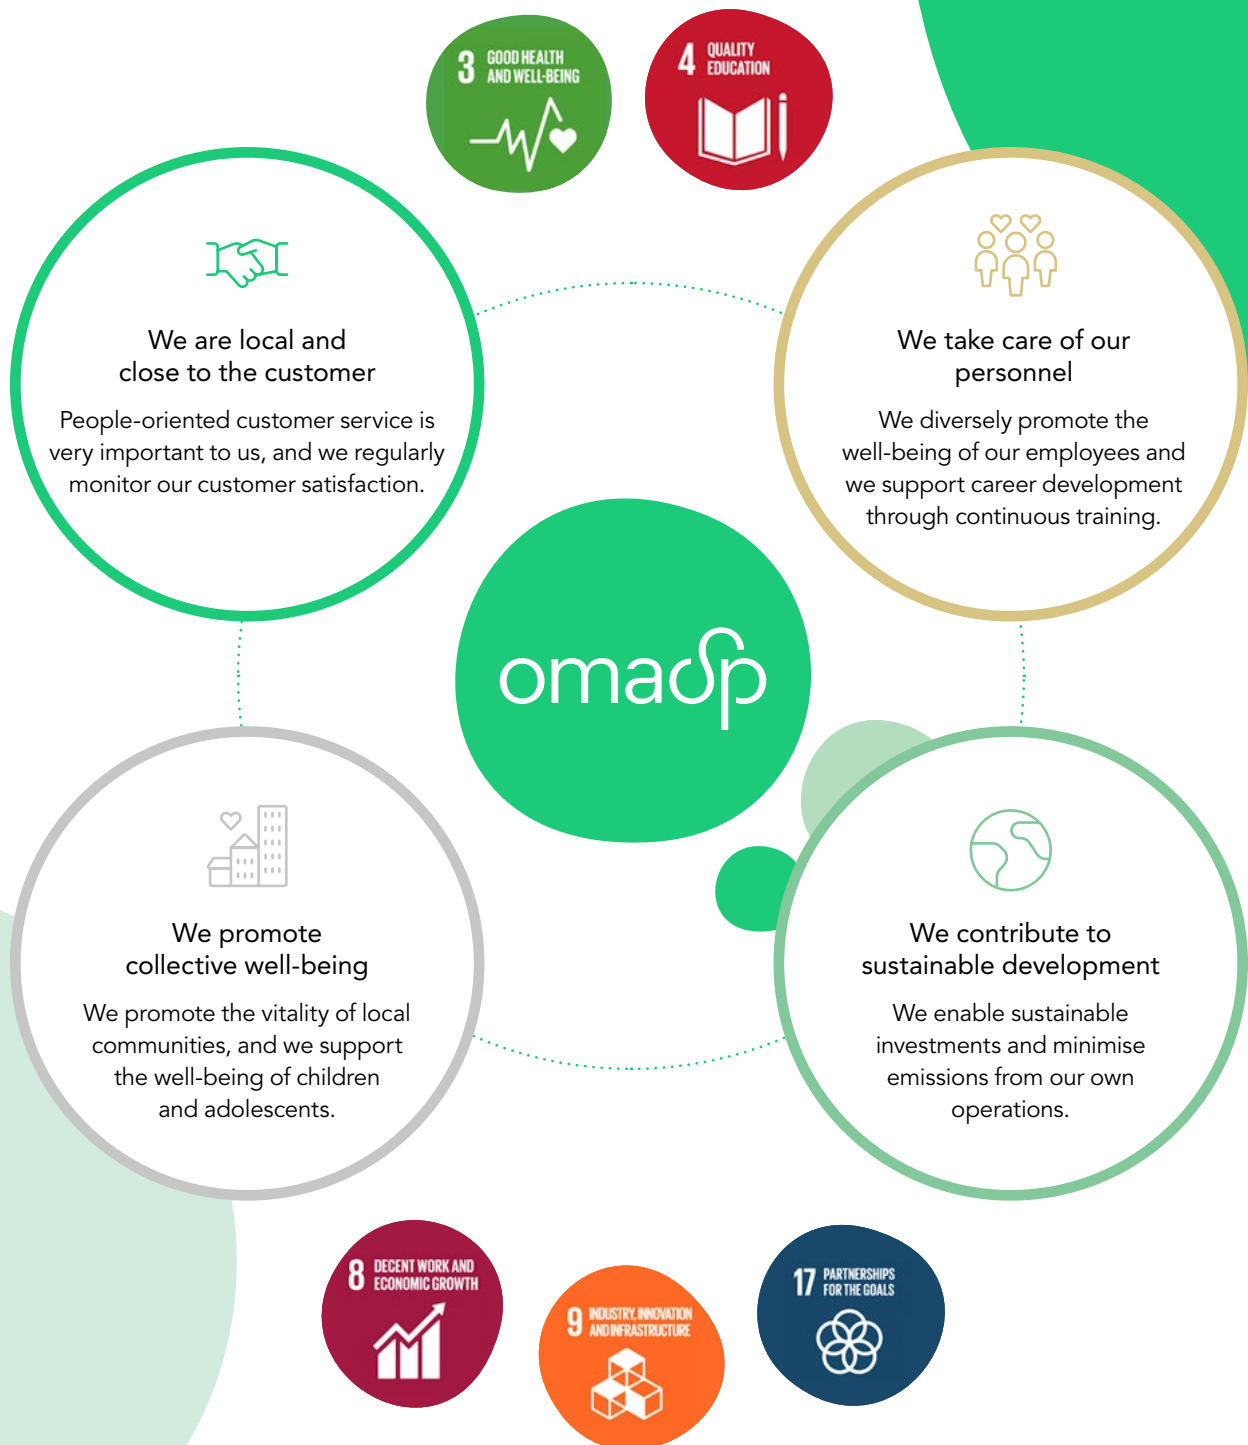 3 GOOD HEALTH
AND WELL-BEING
4 QUALITY
EDUCATION
We are local and
close to the customer
People-oriented customer service is
very important to us, and we regularly
monitor our customer satisfaction.
We take care of our
personnel
We diversely promote the
well-being of our employees and
we support career development
through continuous training.
omasp
We promote
collective well-being
We promote the vitality of local
communities, and we support
the well-being of children
and adolescents.
We contribute to
sustainable development
We enable sustainable
investments and minimise
emissions from our own
operations.
8 DECENT WORK AND
ECONOMIC GROWTH
9 INDUSTRY, INNOVATION
AND INFRASTRUCTURE
17 PARTNERSHIPS
FOR THE GOALS